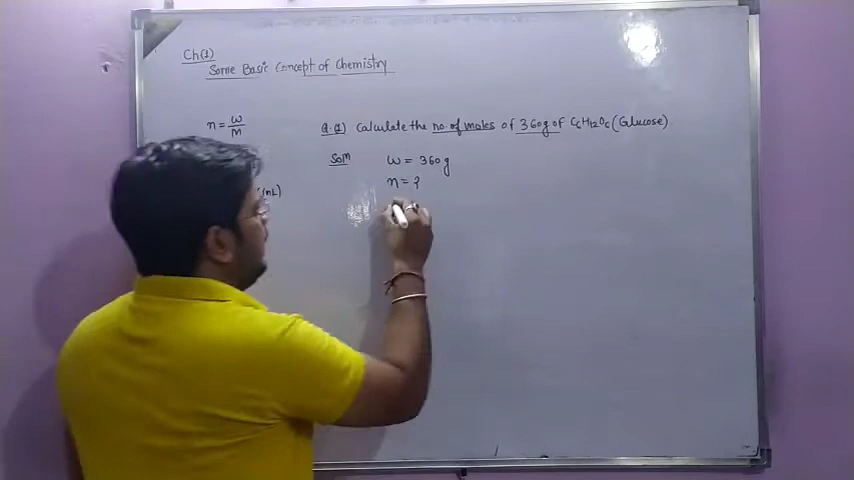 Ch(1)
Some Basic Concept of Chemistry
n = w/M
Q.(1) Calculate the no. of moles of 360g of C6H12O6 (Glucose)
Soln w = 360 g
n = ?
(mL)